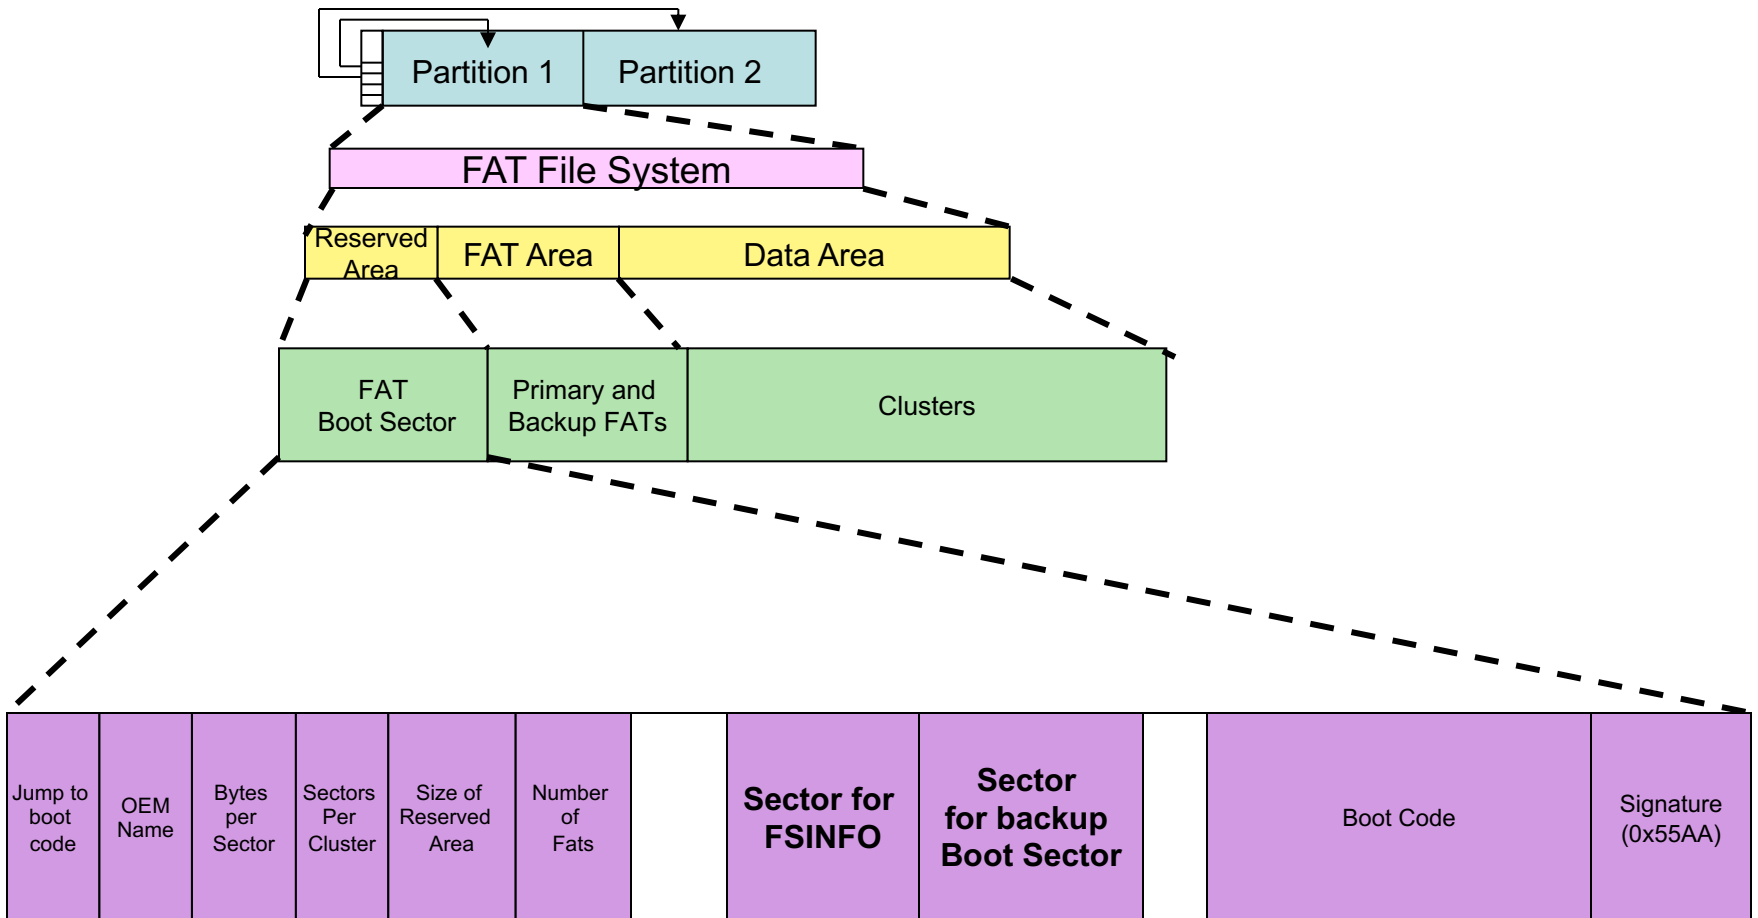 Partition 1
Partition 2
FAT File System
Reserved
Area
FAT Area
Data Area
FAT
Boot Sector
Primary and
Backup FATs
Clusters
Jump to
boot
code
OEM
Name
Bytes
per
Sector
Sectors
Per
Cluster
Size of
Reserved
Area
Number
of
Fats
Sector for
FSINFO
Sector
for backup
Boot Sector
Boot Code
Signature
(0x55AA)